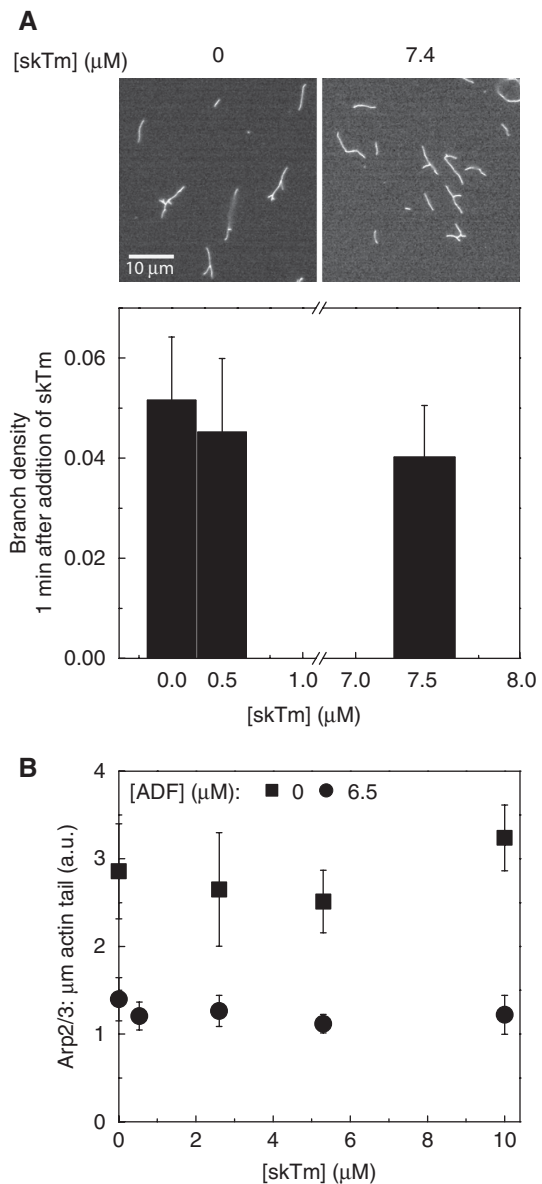 A
[skTm] (μM) 0 7.4
10 μm
0.06
0.04
0.02
0.00
Branch density
1 min after addition of skTm
0.0 0.5 1.0 7.0 7.5 8.0
[skTm] (μM)
B
[ADF] (μM): 0 6.5
4
3
2
1
0
Arp2/3: μm actin tail (a.u.)
0 2 4 6 8 10
[skTm] (μM)